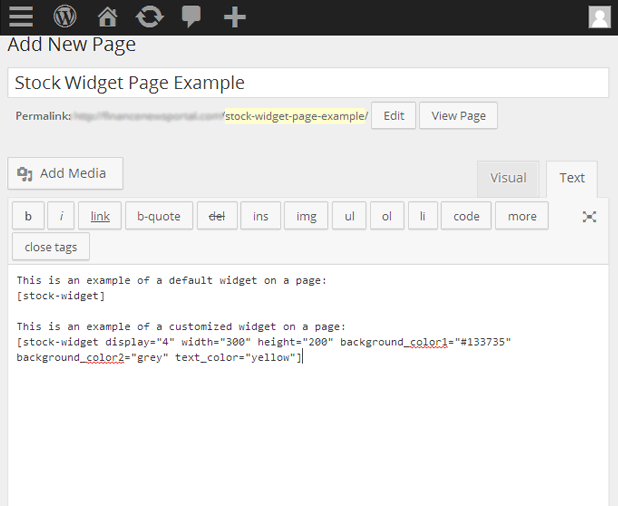 Add New Page
Stock Widget Page Example
Permalink: /stock-widget-page-example/ Edit View Page
Add Media Visual Text
b i link b-quote del ins img ul ol li code more
close tags
This is an example of a default widget on a page:
[stock-widget]
This is an example of a customized widget on a page:
[stock-widget display="4" width="300" height="200" background_color1="#133735"
background_color2="grey" text_color="yellow"]